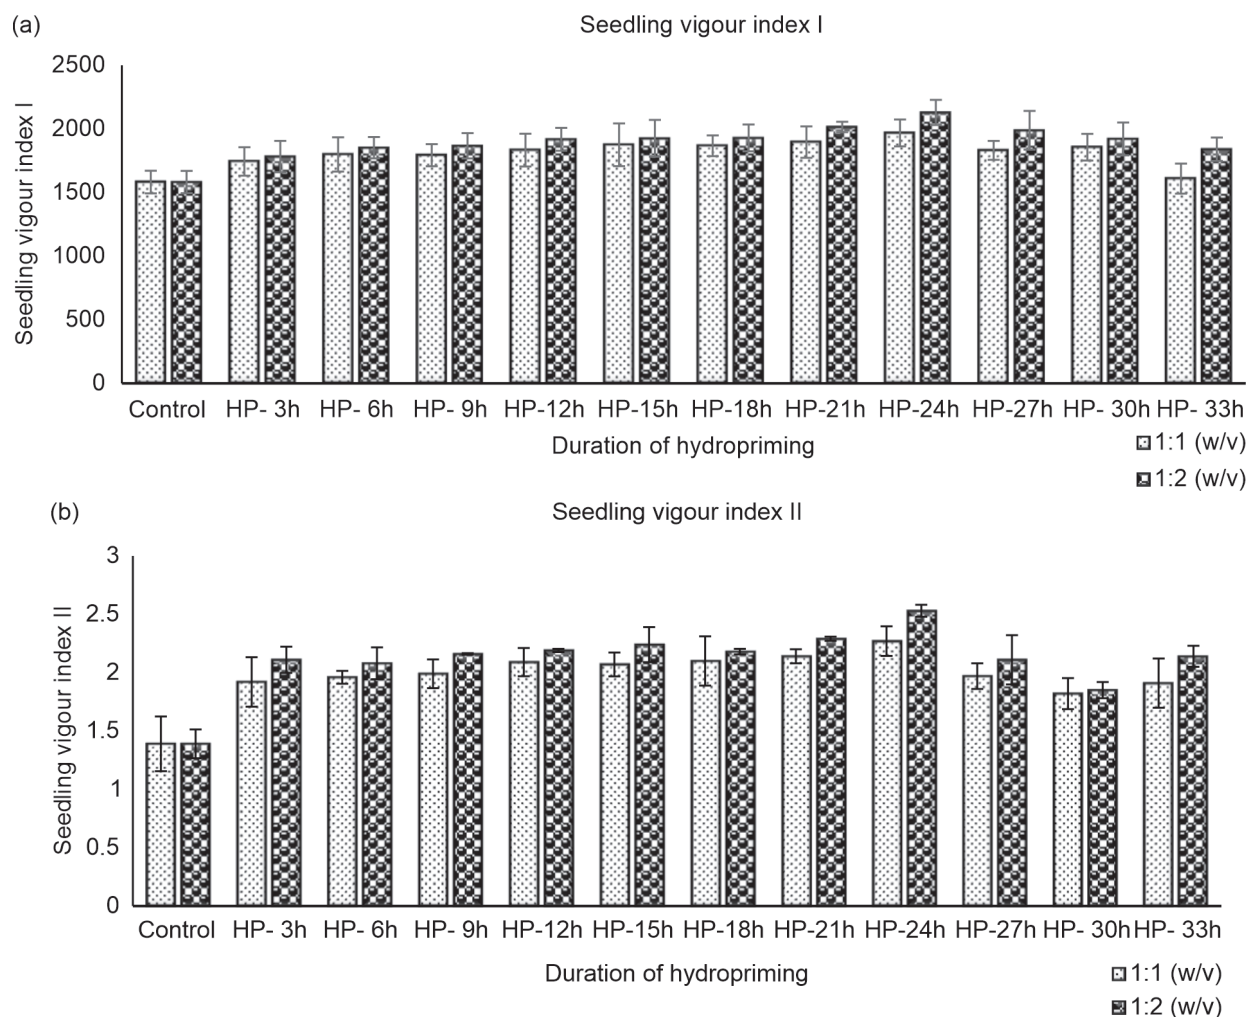 (a)
Seedling vigour index I
Seedling vigour index I
2500
2000
1500
1000
500
0
Control HP- 3h HP- 6h HP- 9h HP-12h HP-15h HP-18h HP-21h HP-24h HP-27h HP- 30h HP- 33h
Duration of hydropriming
1:1 (w/v)
1:2 (w/v)
(b)
Seedling vigour index II
Seedling vigour index II
3
2.5
2
1.5
1
0.5
0
Control HP- 3h HP- 6h HP- 9h HP-12h HP-15h HP-18h HP-21h HP-24h HP-27h HP- 30h HP- 33h
Duration of hydropriming
1:1 (w/v)
1:2 (w/v)